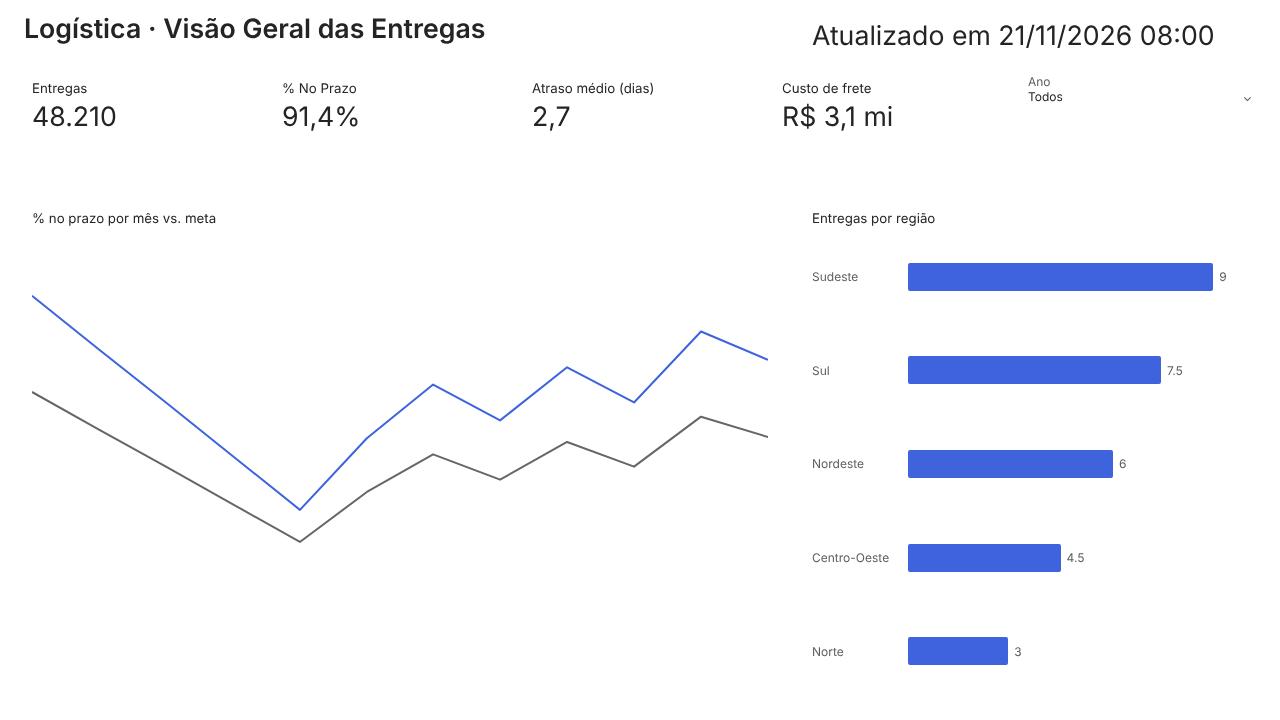 Logística · Visão Geral das Entregas
Atualizado em 21/11/2026 08:00
Entregas
48.210
% No Prazo
91,4%
Atraso médio (dias)
2,7
Custo de frete
R$ 3,1 mi
Ano
Todos
% no prazo por mês vs. meta
Entregas por região
Sudeste 9
Sul 7.5
Nordeste 6
Centro-Oeste 4.5
Norte 3